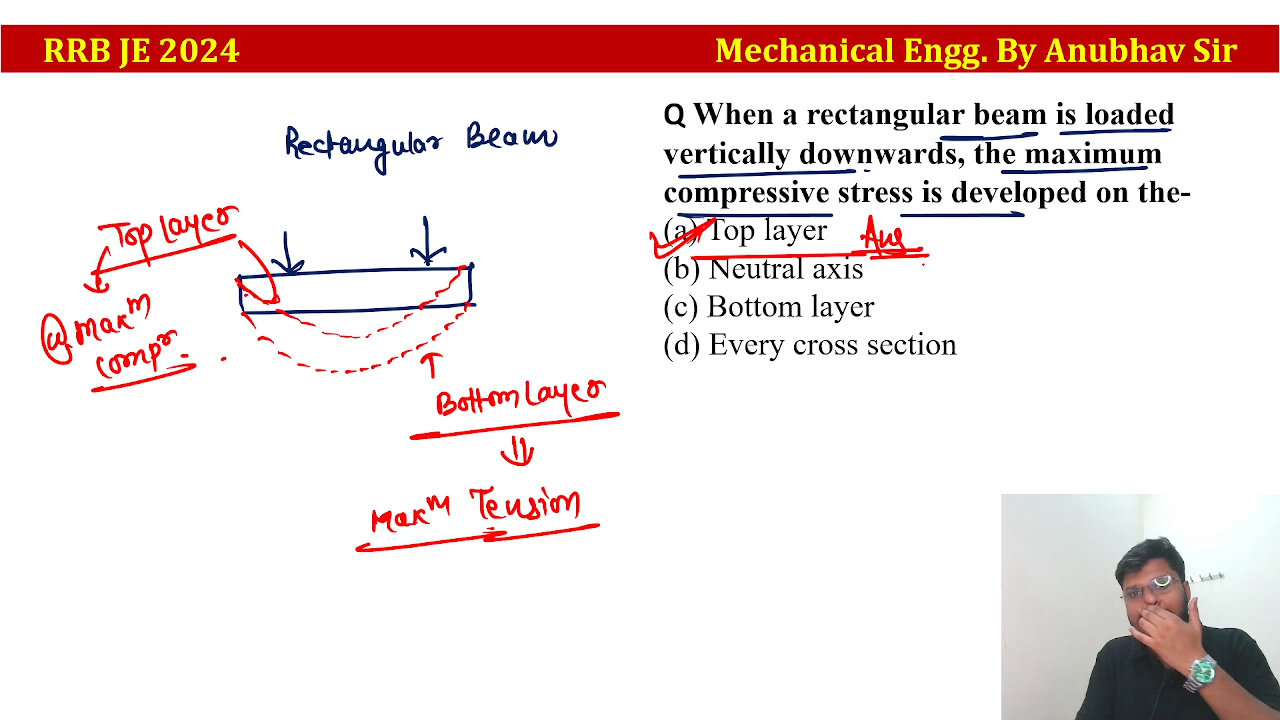 RRB JE 2024
Mechanical Engg. By Anubhav Sir
Rectangular Beam
Top Layer
@ Maxᵐ
compr.
Bottom Layer
⇓
Maxᵐ Tension
Q When a rectangular beam is loaded
vertically downwards, the maximum
compressive stress is developed on the-
(a) Top layer Ans
(b) Neutral axis
(c) Bottom layer
(d) Every cross section